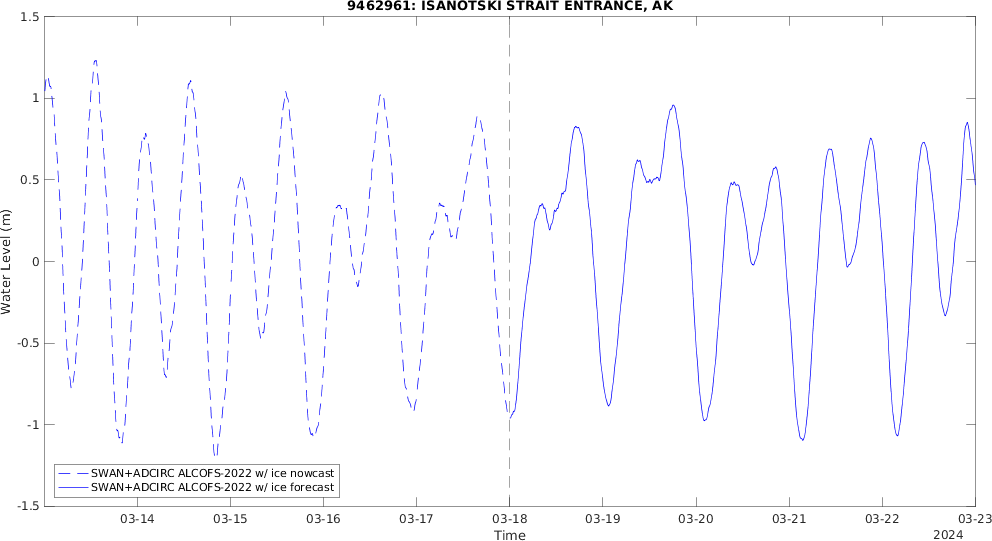 9462961: ISANOTSKI STRAIT ENTRANCE, AK
1.5
1
0.5
0
-0.5
-1
-1.5
Water Level (m)
SWAN+ADCIRC ALCOFS-2022 w/ ice nowcast
SWAN+ADCIRC ALCOFS-2022 w/ ice forecast
03-14 03-15 03-16 03-17 03-18 03-19 03-20 03-21 03-22 03-23
Time
2024